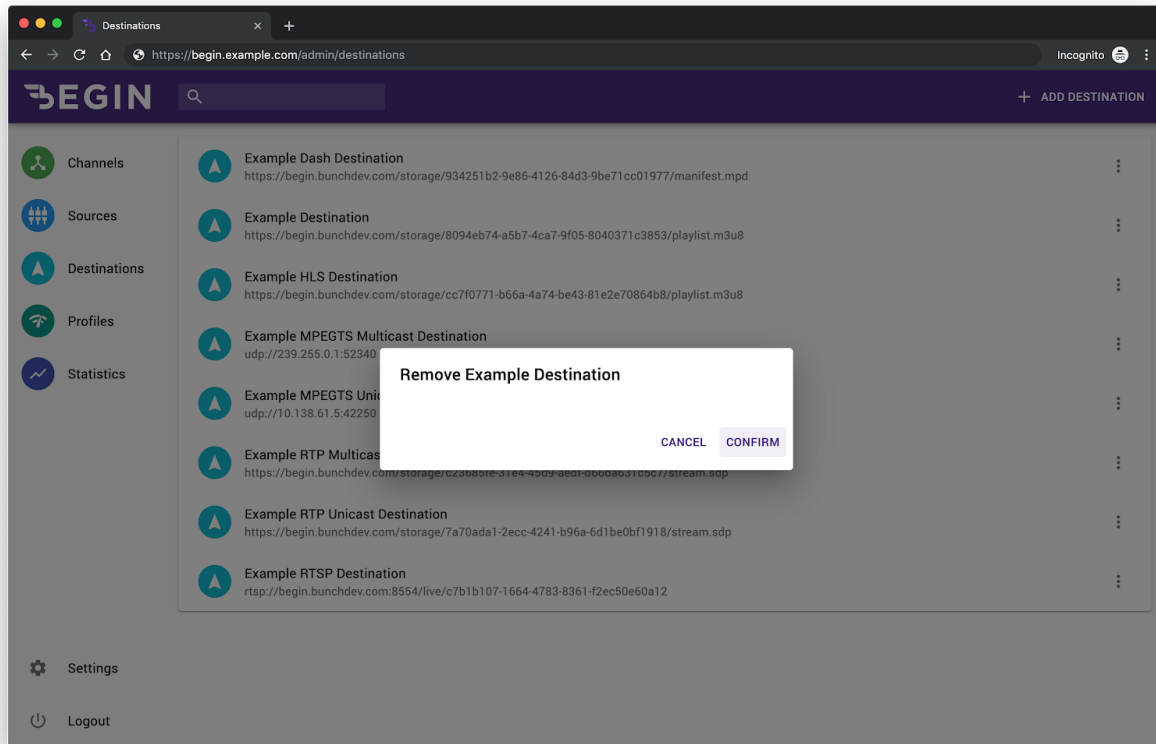 Destinations
https://begin.example.com/admin/destinations
Incognito
BEGIN
ADD DESTINATION
Channels
Sources
Destinations
Profiles
Statistics
Settings
Logout
Example Dash Destination
https://begin.bunchdev.com/storage/934251b2-9e86-4126-84d3-9be71cc01977/manifest.mpd
Example Destination
https://begin.bunchdev.com/storage/8094eb74-a5b7-4ca7-9f05-8040371c3853/playlist.m3u8
Example HLS Destination
https://begin.bunchdev.com/storage/cc7f0771-b66a-4a74-be43-81e2e70864b8/playlist.m3u8
Example MPEGTS Multicast Destination
udp://239.255.0.1:52340
Example MPEGTS
udp://10.138.61.5:42250
Example RTP
Example RTP Unicast Destination
https://begin.bunchdev.com/storage/7a70ada1-2ecc-4241-b96a-6d1be0bf1918/stream.sdp
Example RTSP Destination
rtsp://begin.bunchdev.com:8554/live/c7b1b107-1664-4783-8361-f2ec50e60a12
Remove Example Destination
CANCEL
CONFIRM